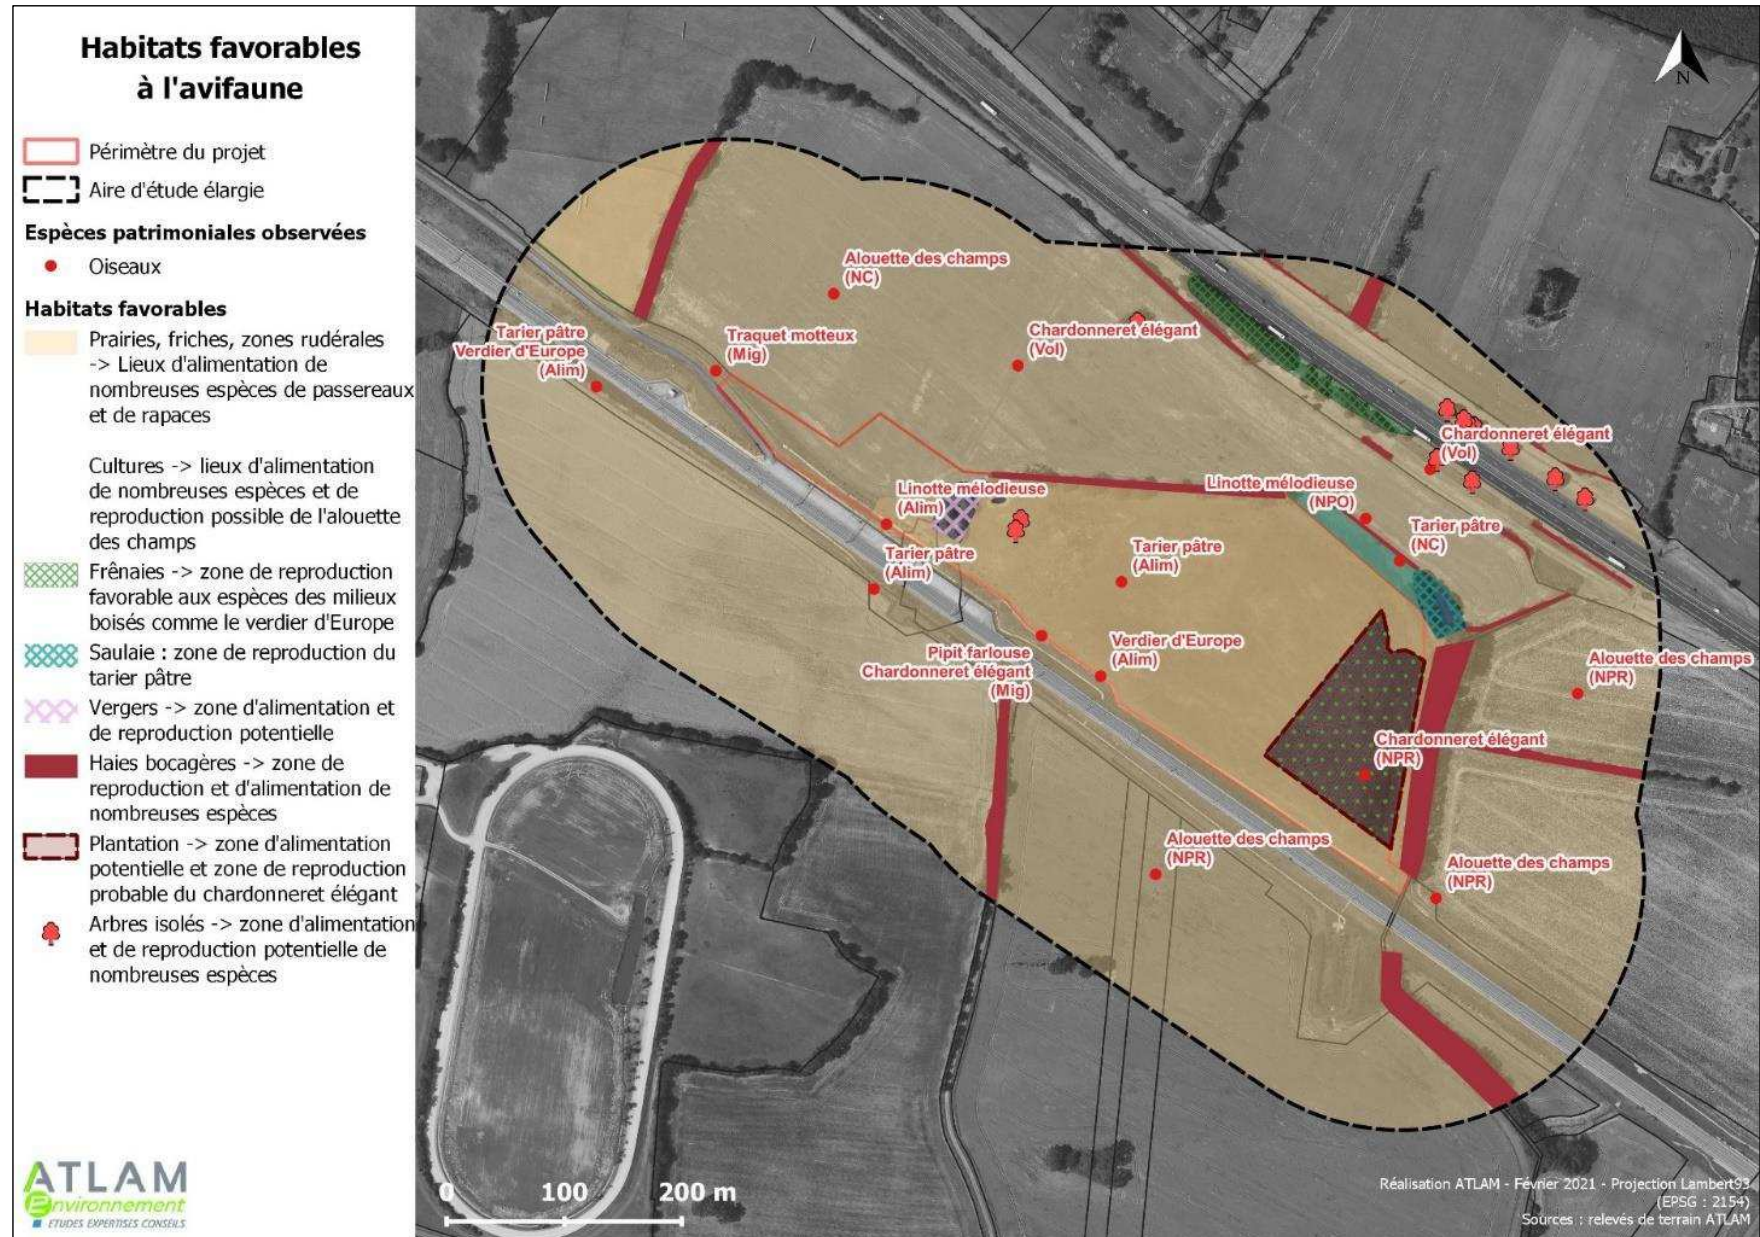 Habitats favorables
à l'avifaune
Périmètre du projet
Aire d'étude élargie
Espèces patrimoniales observées
Oiseaux
Habitats favorables
Prairies, friches, zones rudérales
-> Lieux d'alimentation de
nombreuses espèces de passereaux
et de rapaces
Cultures -> lieux d'alimentation
de nombreuses espèces et de
reproduction possible de l'alouette
des champs
Frênaies -> zone de reproduction
favorable aux espèces des milieux
boisés comme le verdier d'Europe
Saulaie : zone de reproduction du
tarier pâtre
Vergers -> zone d'alimentation et
de reproduction potentielle
Haies bocagères -> zone de
reproduction et d'alimentation de
nombreuses espèces
Plantation -> zone d'alimentation
potentielle et zone de reproduction
probable du chardonneret élégant
Arbres isolés -> zone d'alimentation
et de reproduction potentielle de
nombreuses espèces
ATLAM
Environnement
ETUDES EXPERTISES CONSEILS
N
Alouette des champs
(NC)
Tarier pâtre
Verdier d'Europe
(Alim)
Traquet motteux
(Mig)
Chardonneret élégant
(Vol)
Chardonneret élégant
(Vol)
Linotte mélodieuse
(Alim)
Linotte mélodieuse
(NPO)
Tarier pâtre
(NC)
Tarier pâtre
(Alim)
Tarier pâtre
(Alim)
Pipit farlouse
Chardonneret élégant
(Mig)
Verdier d'Europe
(Alim)
Alouette des champs
(NPR)
Chardonneret élégant
(NPR)
Alouette des champs
(NPR)
Alouette des champs
(NPR)
0 100 200 m
Réalisation ATLAM - Février 2021 - Projection Lambert93
(EPSG : 2154)
Sources : relevés de terrain ATLAM